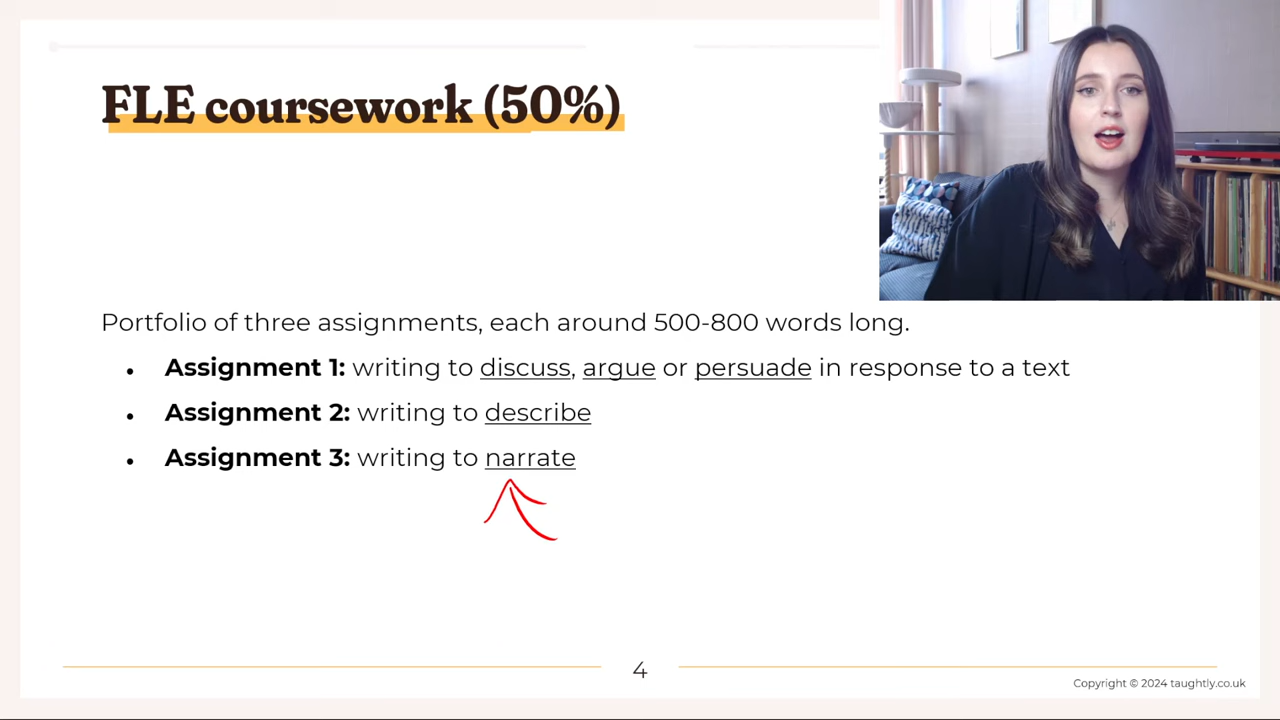 FLE coursework (50%)
Portfolio of three assignments, each around 500-800 words long.
• Assignment 1: writing to discuss, argue or persuade in response to a text
• Assignment 2: writing to describe
• Assignment 3: writing to narrate
4
Copyright © 2024 taughtly.co.uk